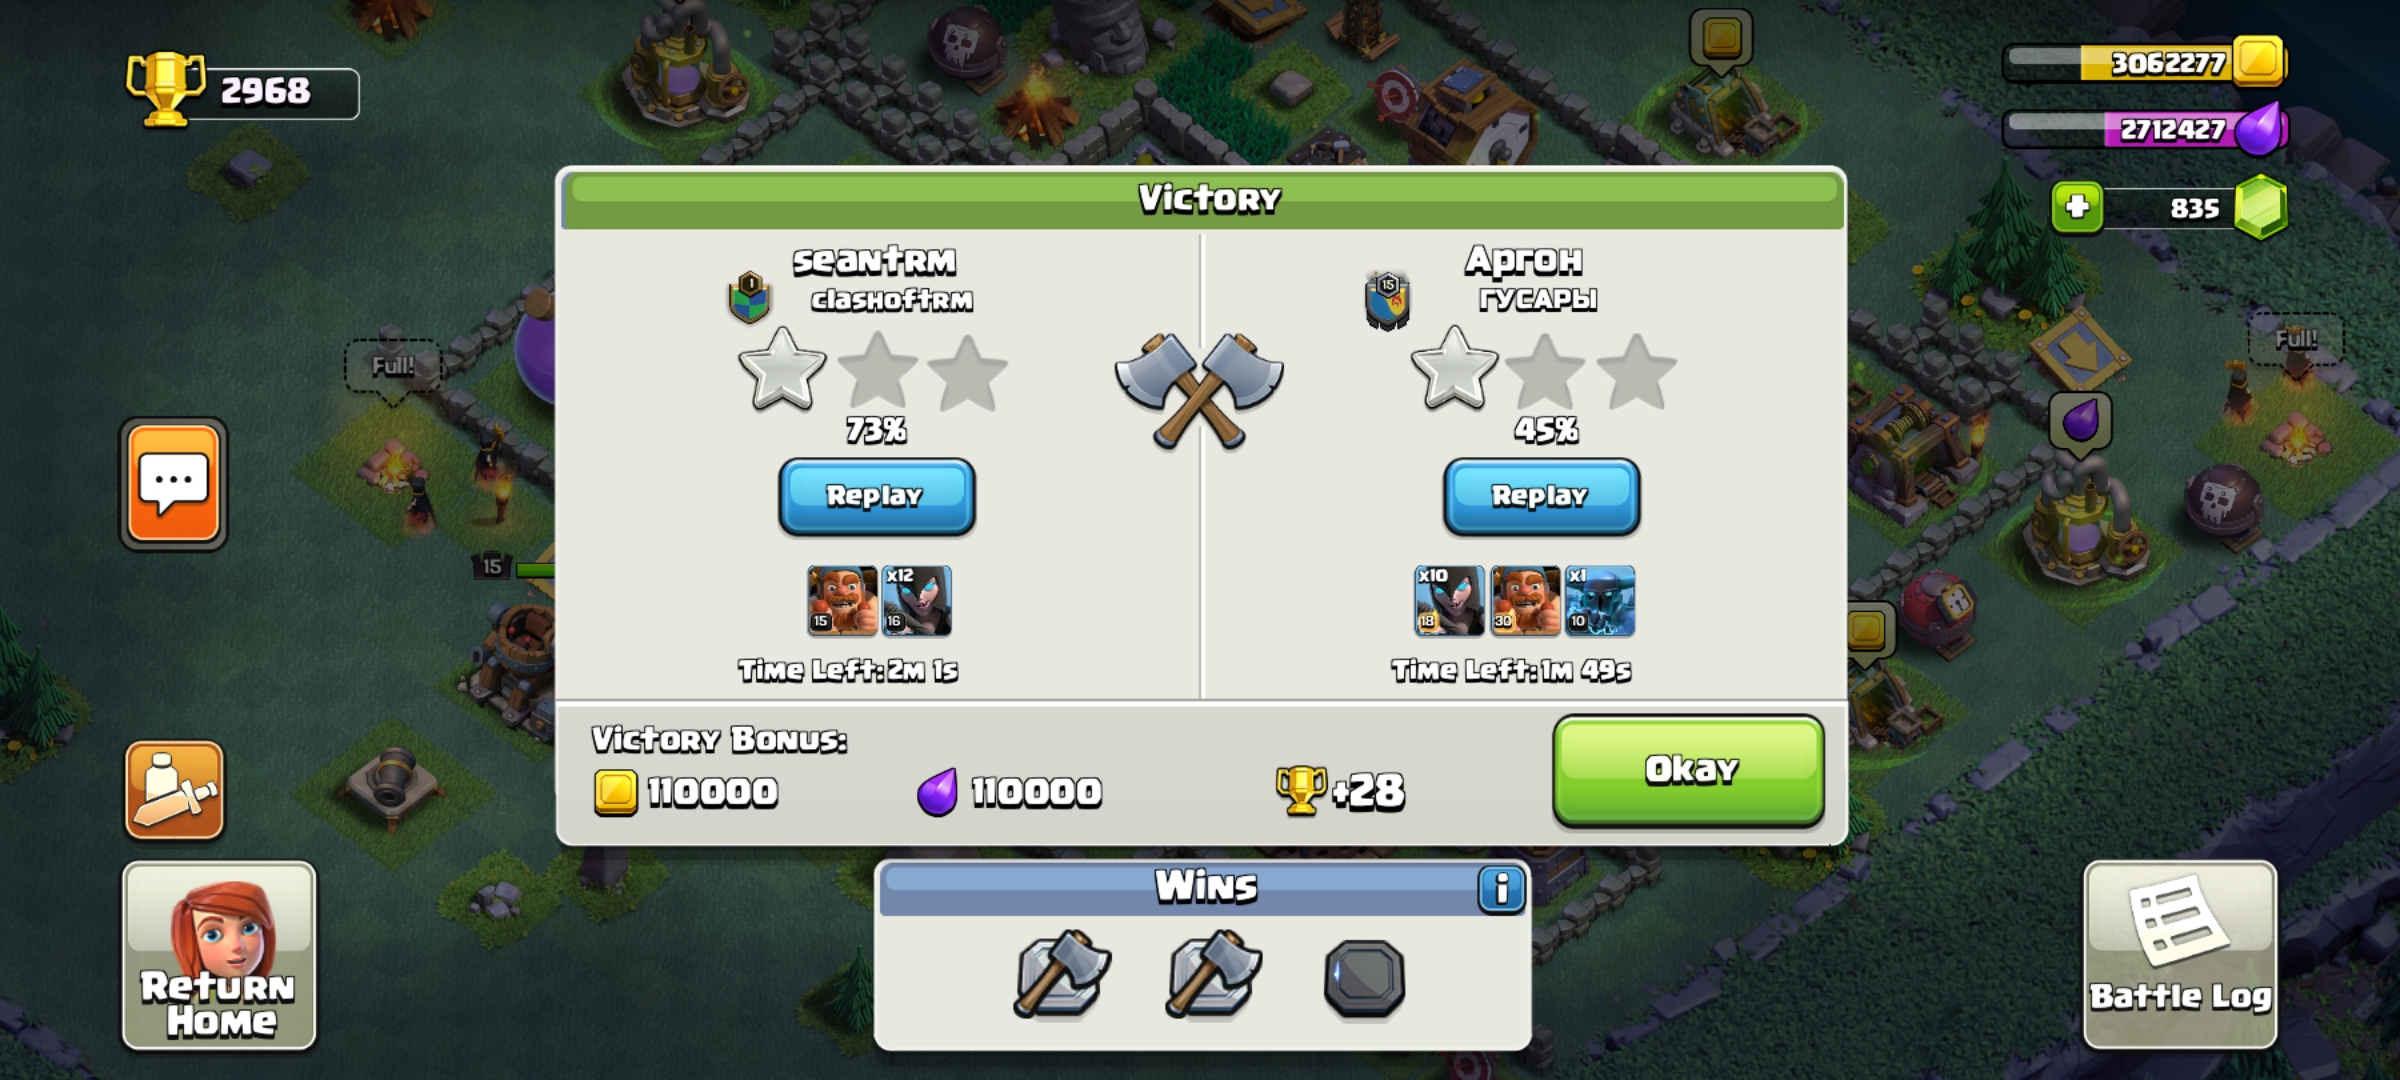 2968
3062277
2712427
835
Full!
Full!
15
Victory
seantrm
clashoftrm
1
73%
Replay
15
x12
16
Time Left:2m 1s
Аргон
ГУСАРЫ
15
45%
Replay
x10
18
30
x1
10
Time Left:1m 49s
Victory Bonus:
110000
110000
+28
Okay
Wins
i
Return
Home
Battle Log